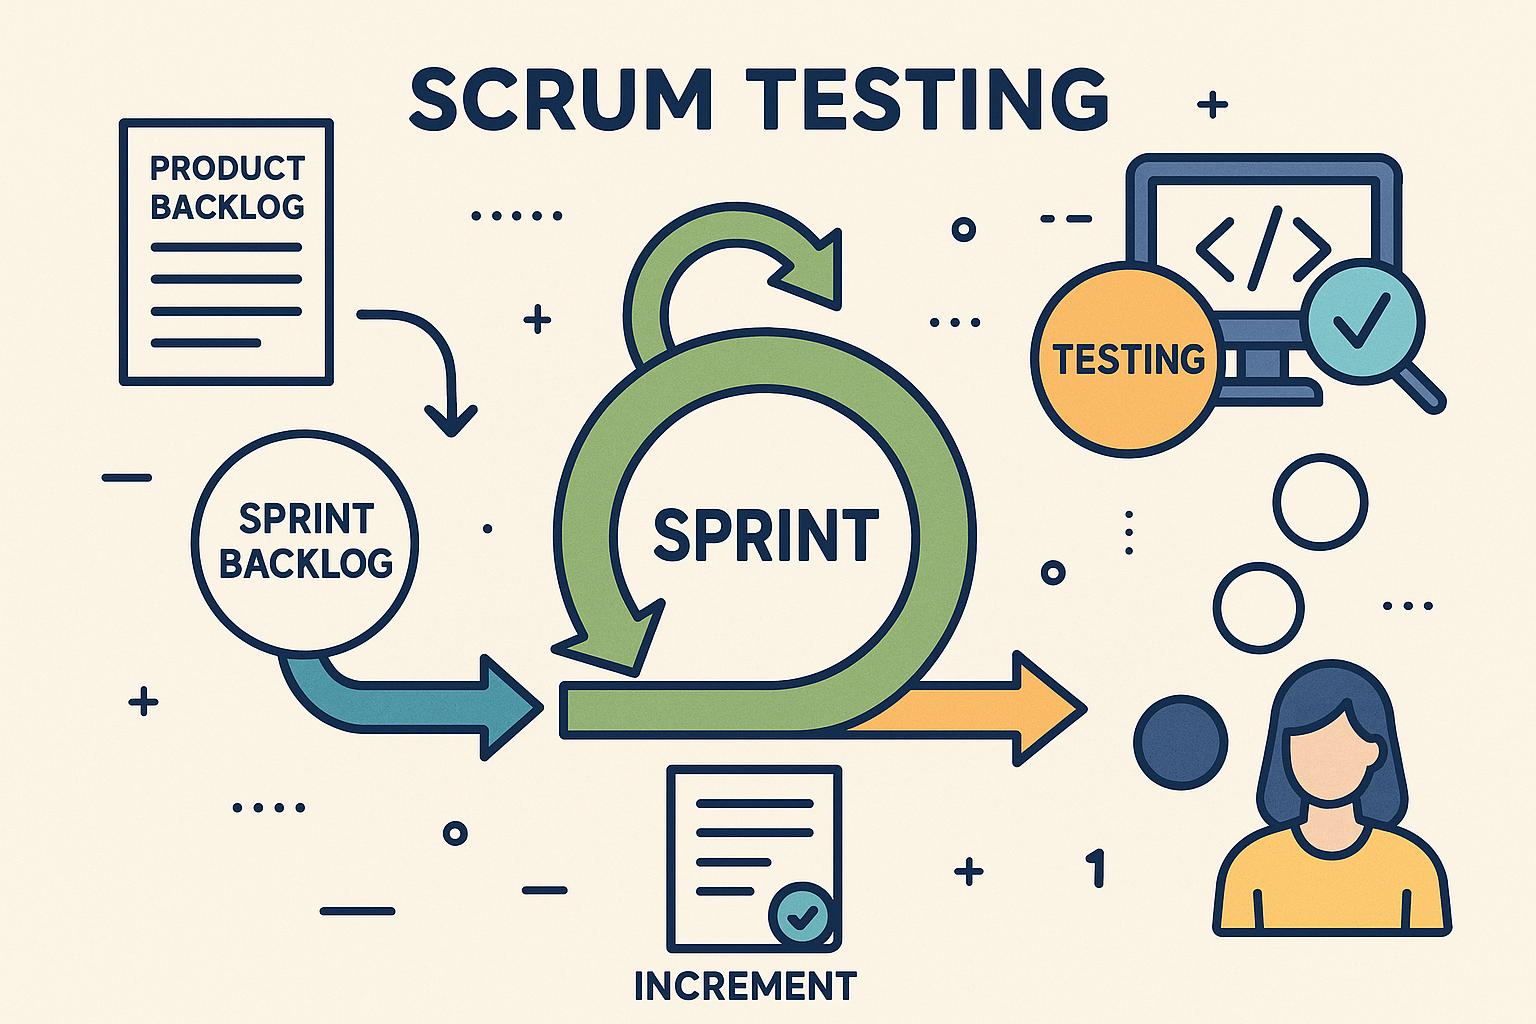 SCRUM TESTING
PRODUCT
BACKLOG
</>
TESTING
SPRINT
BACKLOG
SPRINT
1
INCREMENT